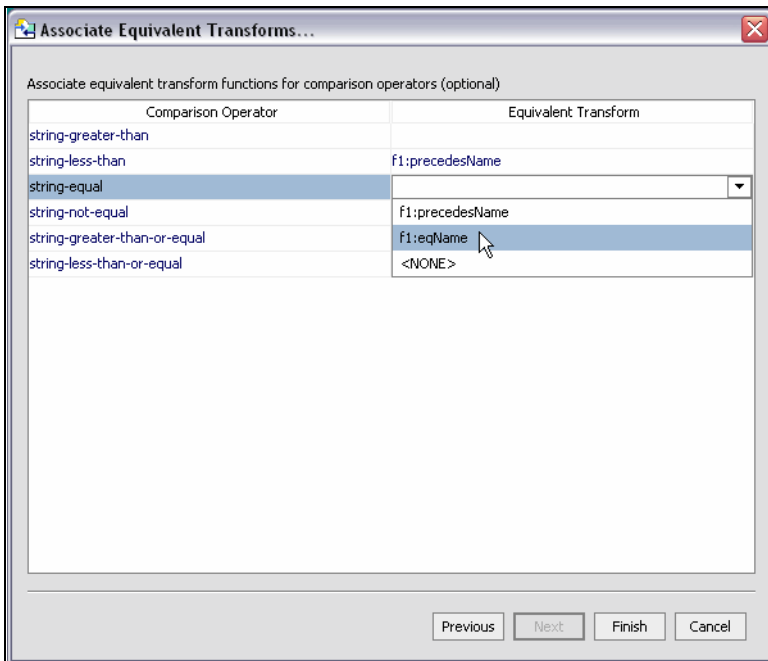 Associate Equivalent Transforms...
Associate equivalent transform functions for comparison operators (optional)
Comparison Operator Equivalent Transform
string-greater-than
string-less-than f1:precedesName
string-equal
string-not-equal f1:precedesName
string-greater-than-or-equal f1:eqName
string-less-than-or-equal <NONE>
Previous Next Finish Cancel